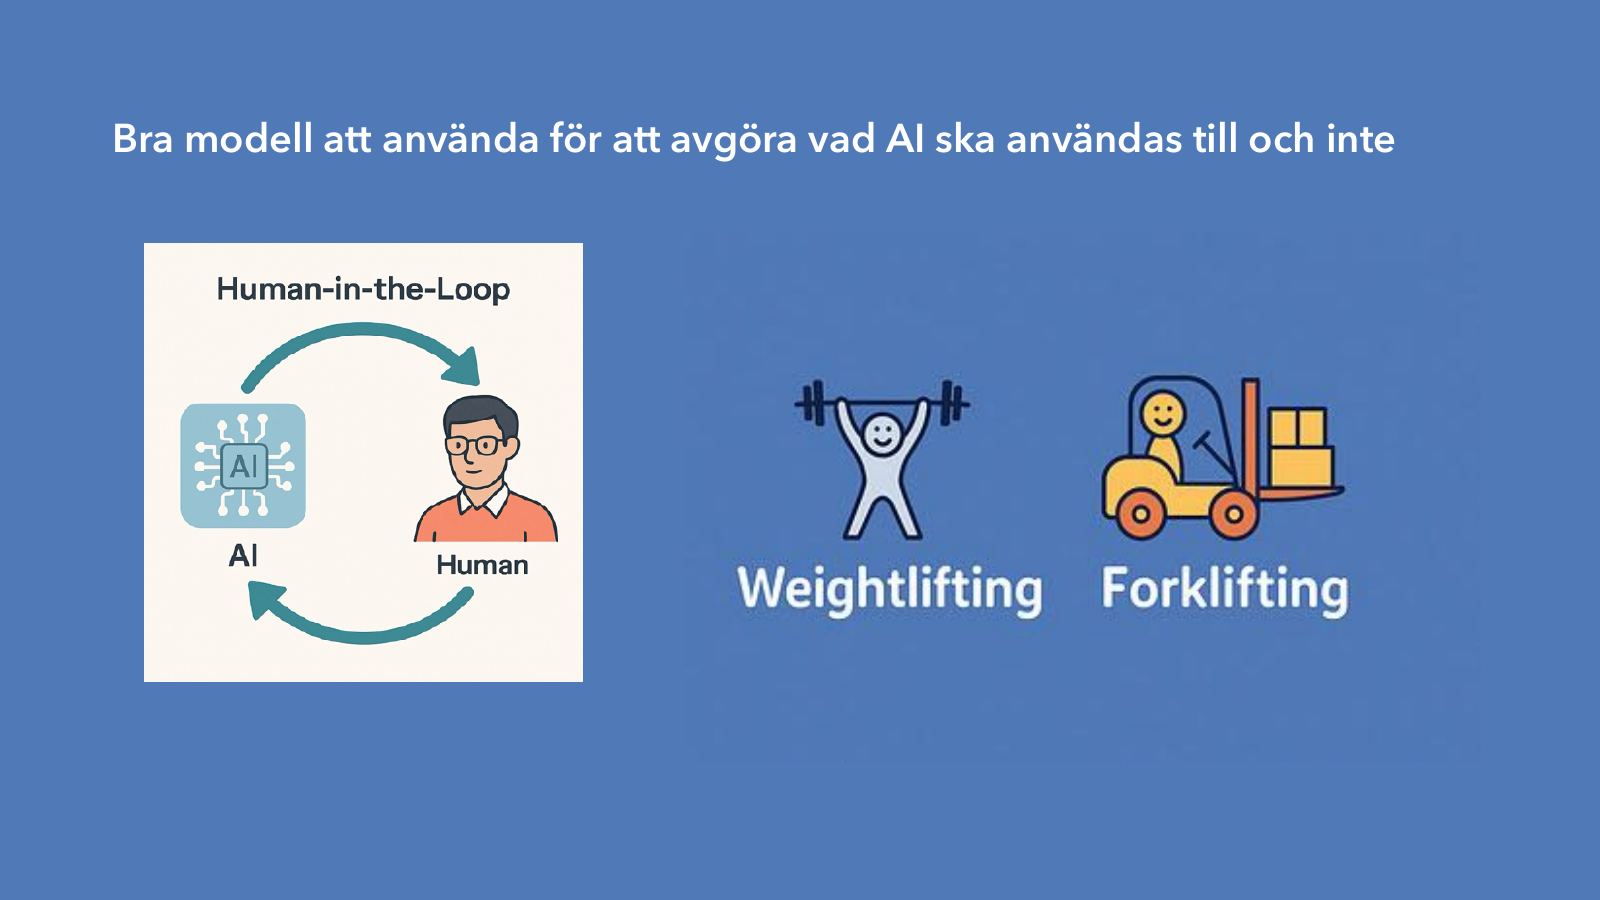 Bra modell att använda för att avgöra vad AI ska användas till och inte
Human-in-the-Loop
AI
AI
Human
Weightlifting
Forklifting